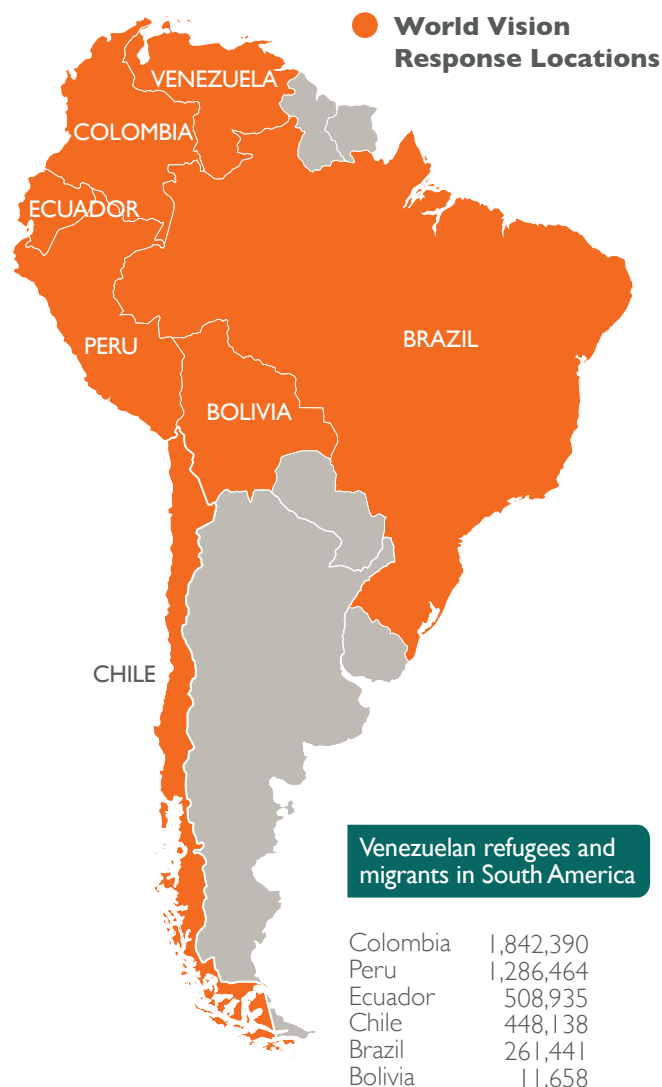 World Vision
Response Locations
VENEZUELA
COLOMBIA
ECUADOR
PERU
BRAZIL
BOLIVIA
CHILE
Venezuelan refugees and
migrants in South America
Colombia 1,842,390
Peru 1,286,464
Ecuador 508,935
Chile 448,138
Brazil 261,441
Bolivia 11,658